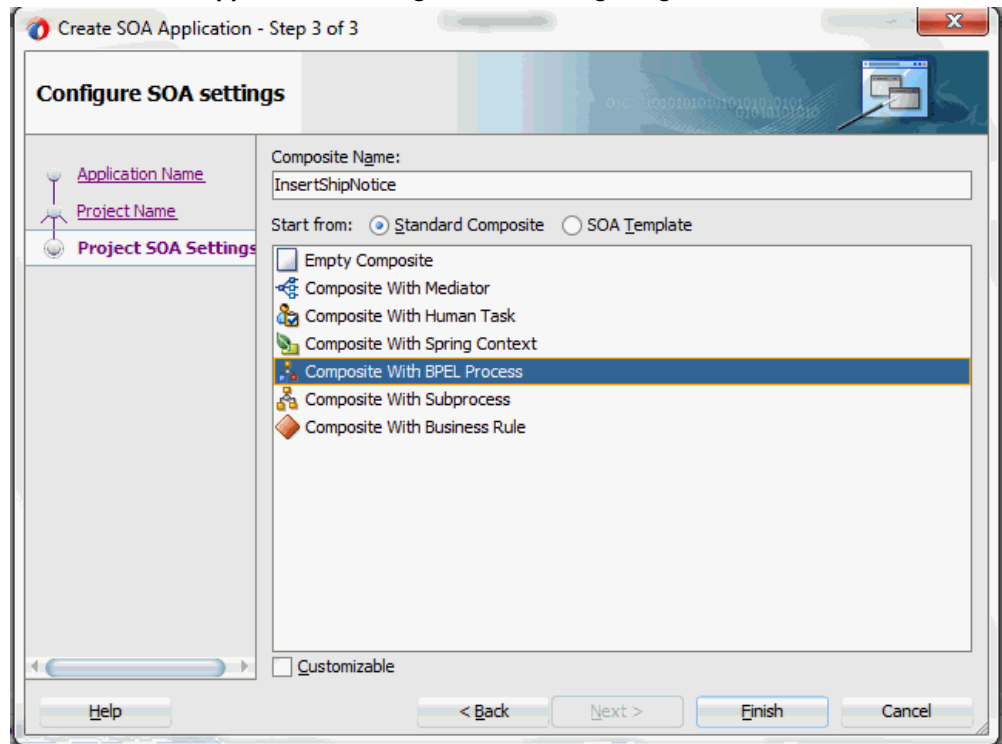 Create SOA Application - Step 3 of 3
X
Configure SOA settings
Application Name
Project Name
Project SOA Settings
Composite Name:
InsertShipNotice
Start from: Standard Composite SOA Template
Empty Composite
Composite With Mediator
Composite With Human Task
Composite With Spring Context
Composite With BPEL Process
Composite With Subprocess
Composite With Business Rule
Customizable
Help < Back Next > Finish Cancel